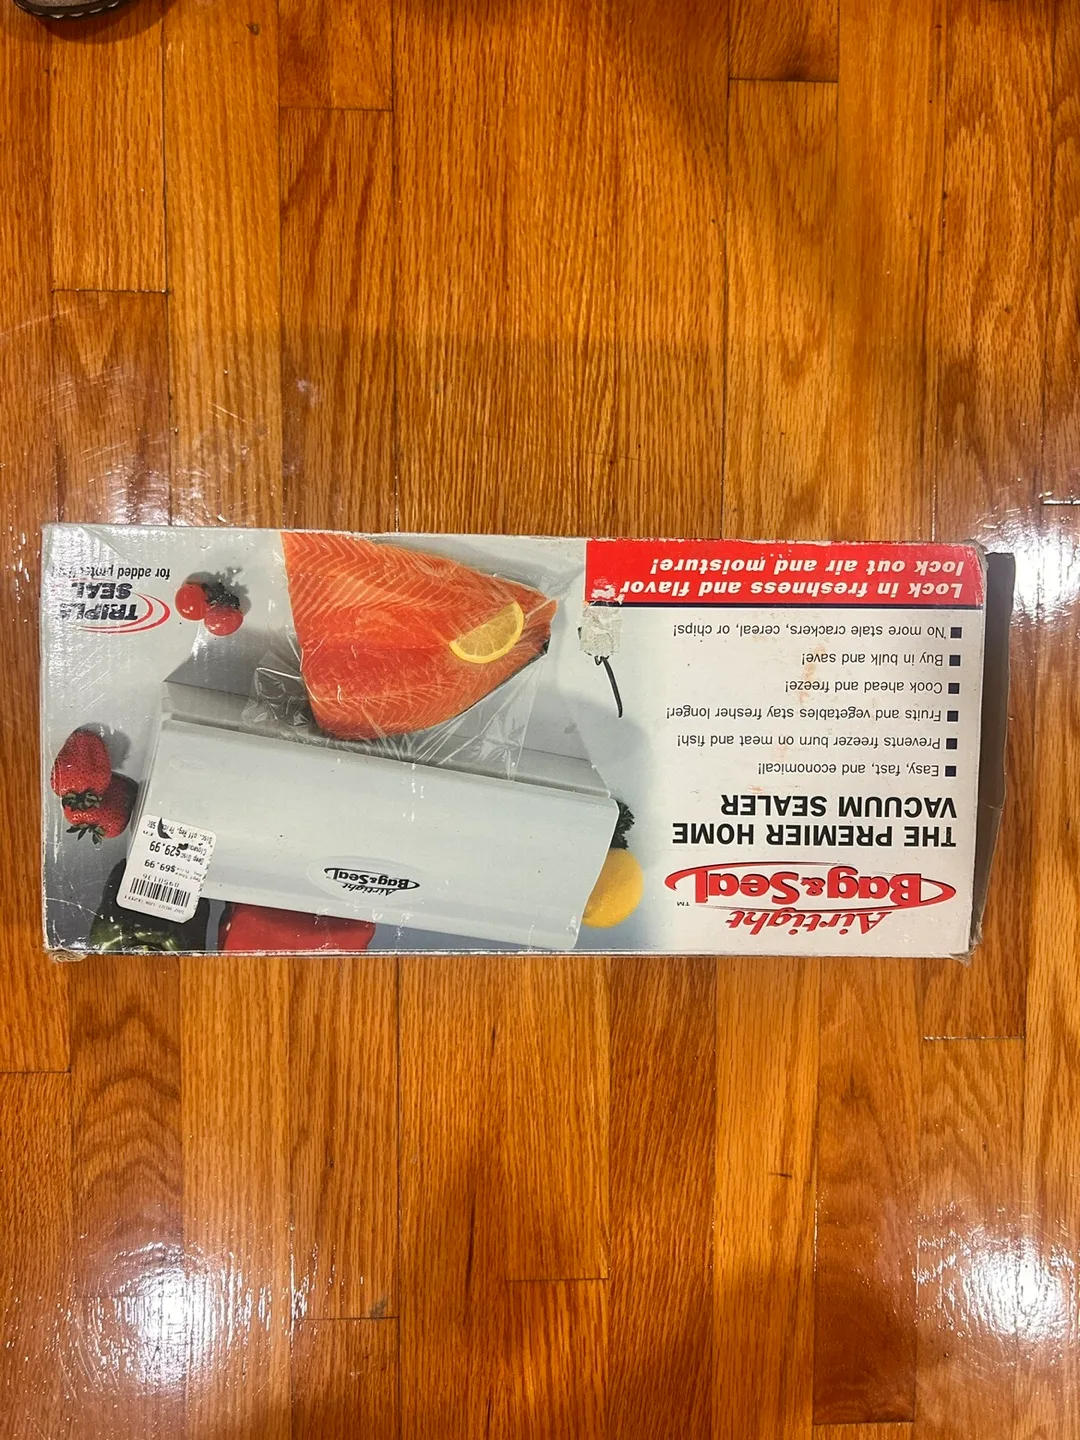 Airtight
Bag&Seal™
THE PREMIER HOME
VACUUM SEALER
■ Easy, fast, and economical!
■ Prevents freezer burn on meat and fish!
■ Fruits and vegetables stay fresher longer!
■ Cook ahead and freeze!
■ Buy in bulk and save!
■ No more stale crackers, cereal, or chips!
Lock in freshness and flavor
lock out air and moisture!
Airtight
Bag&Seal™
8950136
$69.99
$29.99
TRIPLE
SEAL
for added